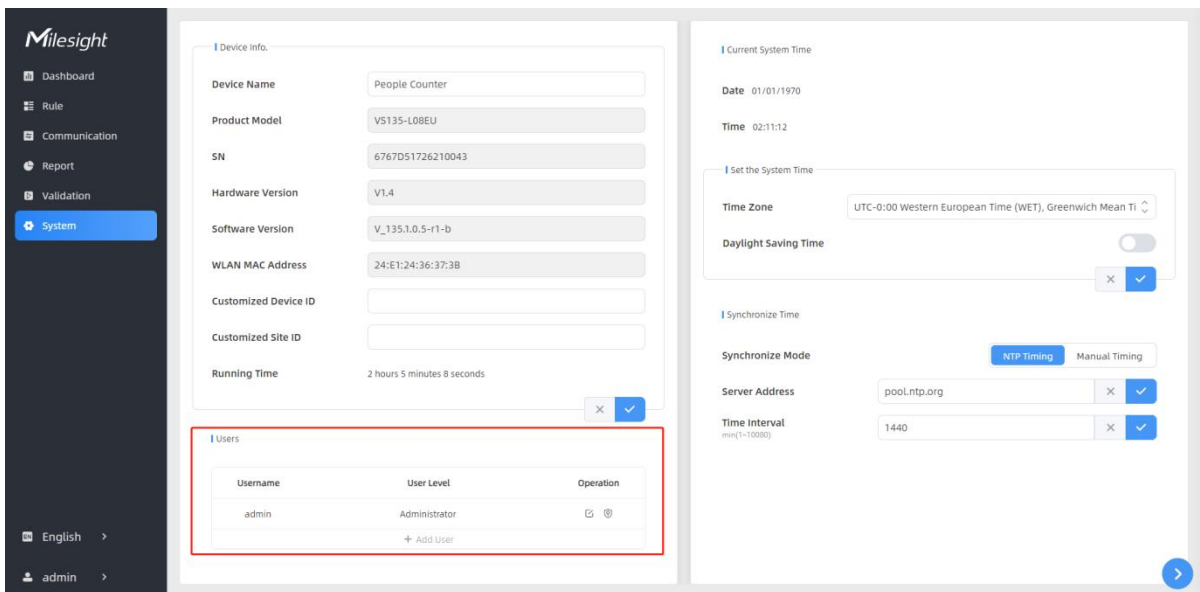 Milesight
Dashboard
Rule
Communication
Report
Validation
System
EN English
admin
Device Info.
Device Name People Counter
Product Model VS135-L08EU
SN 6767D51726210043
Hardware Version V1.4
Software Version V_135.1.0.5-r1-b
WLAN MAC Address 24:E1:24:36:37:3B
Customized Device ID
Customized Site ID
Running Time 2 hours 5 minutes 8 seconds
Users
Username User Level Operation
admin Administrator
+ Add User
Current System Time
Date 01/01/1970
Time 02:11:12
Set the System Time
Time Zone UTC-0:00 Western European Time (WET), Greenwich Mean Ti
Daylight Saving Time
Synchronize Time
Synchronize Mode NTP Timing Manual Timing
Server Address pool.ntp.org
Time Interval 1440
min(1~10080)